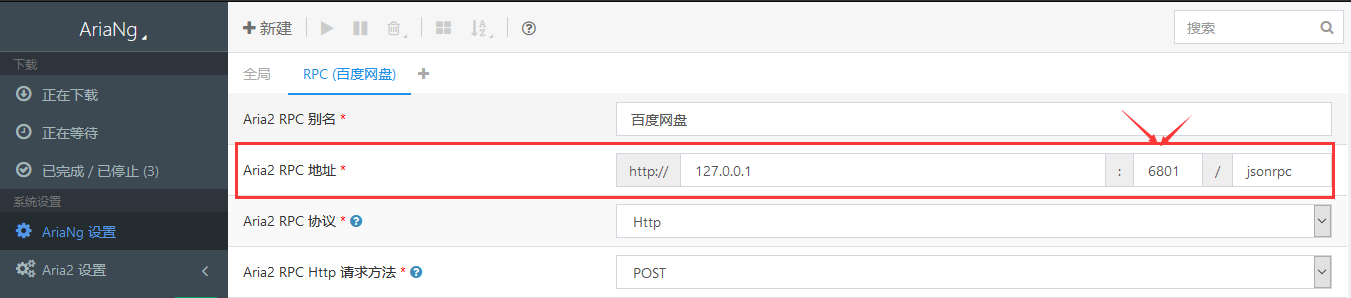 AriaNg
新建
搜索
下载
正在下载
正在等待
已完成 / 已停止 (3)
系统设置
AriaNg 设置
Aria2 设置
全局
RPC (百度网盘)
Aria2 RPC 别名 *
百度网盘
Aria2 RPC 地址 *
http:// 127.0.0.1 : 6801 / jsonrpc
Aria2 RPC 协议 *
Http
Aria2 RPC Http 请求方法 *
POST